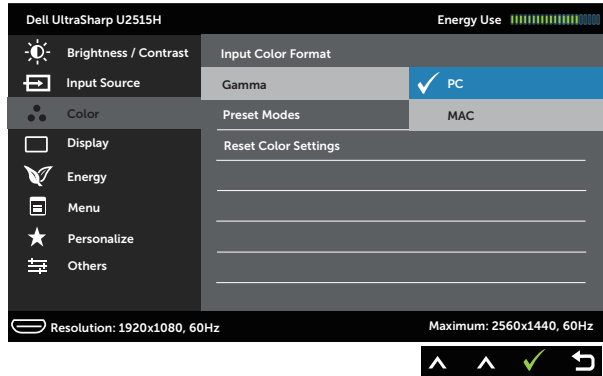 Dell UltraSharp U2515H Energy Use
Brightness / Contrast Input Color Format
Input Source Gamma PC
Color Preset Modes MAC
Display Reset Color Settings
Energy
Menu
Personalize
Others
Resolution: 1920x1080, 60Hz Maximum: 2560x1440, 60Hz